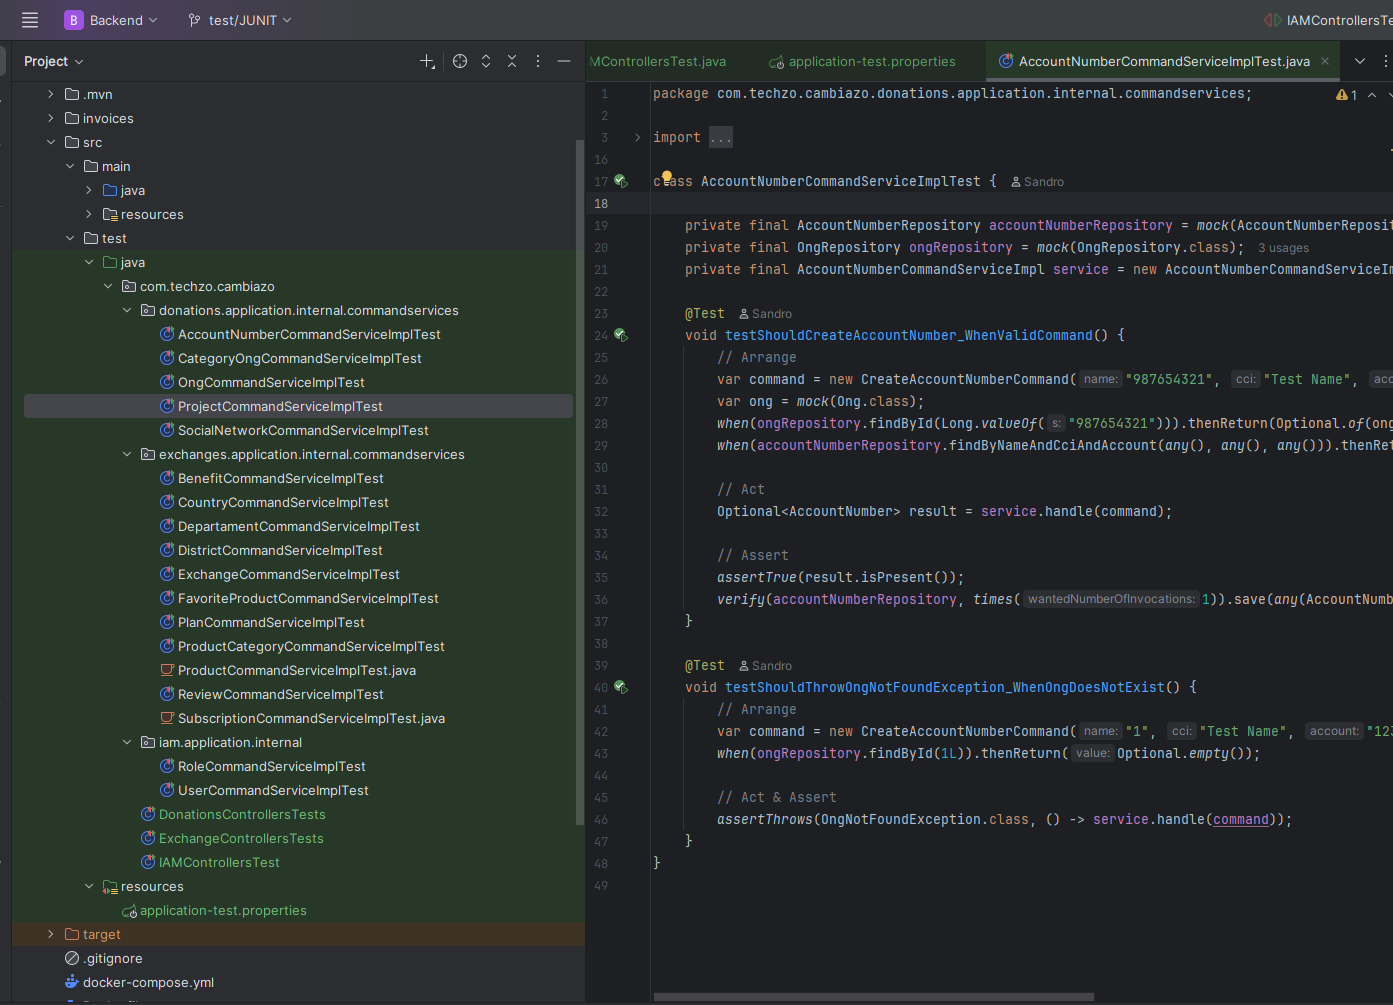 B Backend test/JUNIT IAMControllersTe
Project
.mvn
invoices
src
main
java
resources
test
java
com.techzo.cambiazo
donations.application.internal.commandservices
AccountNumberCommandServiceImplTest
CategoryOngCommandServiceImplTest
OngCommandServiceImplTest
ProjectCommandServiceImplTest
SocialNetworkCommandServiceImplTest
exchanges.application.internal.commandservices
BenefitCommandServiceImplTest
CountryCommandServiceImplTest
DepartamentCommandServiceImplTest
DistrictCommandServiceImplTest
ExchangeCommandServiceImplTest
FavoriteProductCommandServiceImplTest
PlanCommandServiceImplTest
ProductCategoryCommandServiceImplTest
ProductCommandServiceImplTest.java
ReviewCommandServiceImplTest
SubscriptionCommandServiceImplTest.java
iam.application.internal
RoleCommandServiceImplTest
UserCommandServiceImplTest
DonationsControllersTests
ExchangeControllersTests
IAMControllersTest
resources
application-test.properties
target
.gitignore
docker-compose.yml
MControllersTest.java application-test.properties AccountNumberCommandServiceImplTest.java
1 package com.techzo.cambiazo.donations.application.internal.commandservices; 1
2
3 import ...
16
17 class AccountNumberCommandServiceImplTest { Sandro
18
19 private final AccountNumberRepository accountNumberRepository = mock(AccountNumberReposit
20 private final OngRepository ongRepository = mock(OngRepository.class); 3 usages
21 private final AccountNumberCommandServiceImpl service = new AccountNumberCommandServiceIm
22
23 @Test Sandro
24 void testShouldCreateAccountNumber_WhenValidCommand() {
25 // Arrange
26 var command = new CreateAccountNumberCommand( name: "987654321", cci: "Test Name", acc
27 var ong = mock(Ong.class);
28 when(ongRepository.findById(Long.valueOf( s: "987654321"))).thenReturn(Optional.of(ong
29 when(accountNumberRepository.findByNameAndCciAndAccount(any(), any(), any())).thenRet
30
31 // Act
32 Optional<AccountNumber> result = service.handle(command);
33
34 // Assert
35 assertTrue(result.isPresent());
36 verify(accountNumberRepository, times( wantedNumberOfInvocations: 1)).save(any(AccountNumb
37 }
38
39 @Test Sandro
40 void testShouldThrowOngNotFoundException_WhenOngDoesNotExist() {
41 // Arrange
42 var command = new CreateAccountNumberCommand( name: "1", cci: "Test Name", account: "123
43 when(ongRepository.findById(1L)).thenReturn( value: Optional.empty());
44
45 // Act & Assert
46 assertThrows(OngNotFoundException.class, () -> service.handle(command));
47 }
48 }
49